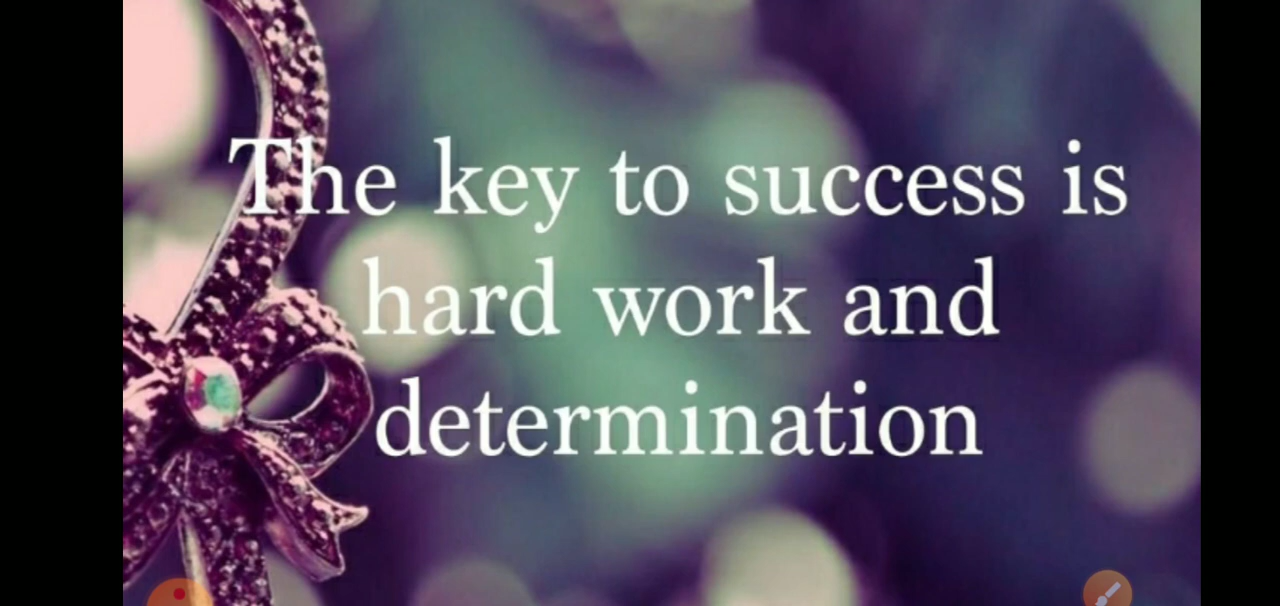 The key to success is
hard work and
determination